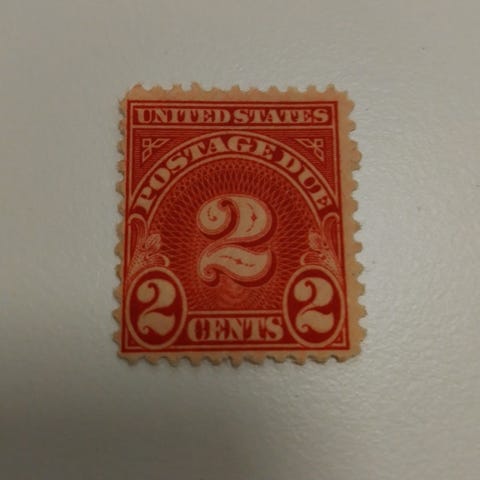 UNITED STATES
POSTAGE DUE
2
2 CENTS 2